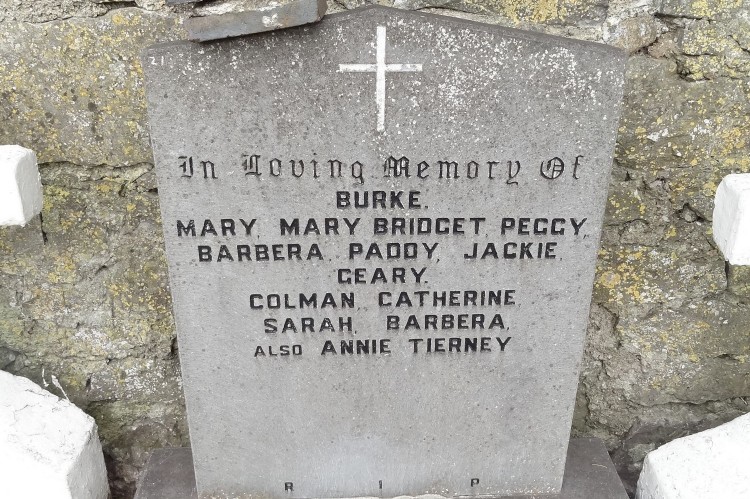 21
In Loving Memory Of
BURKE.
MARY, MARY BRIDGET, PEGGY,
BARBERA, PADDY, JACKIE,
GEARY.
COLMAN, CATHERINE,
SARAH, BARBERA,
ALSO ANNIE TIERNEY
R I P